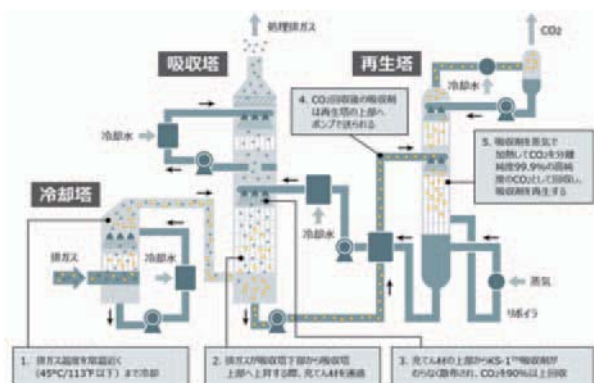 処理排ガス
CO₂
吸収塔
再生塔
冷却水
4. CO₂回収後の吸収剤
は再生塔の上部へ
ポンプで送られる
冷却水
5. 吸収剤を蒸気で
加熱してCO₂を分離
純度99.9%の高純
度のCO₂として回収し、
吸収剤を再生する
冷却塔
冷却水
排ガス
冷却水
蒸気
リボイラ
1. 排ガス温度を常温近く
(45°C/113°F以下)まで冷却
2. 排ガスが吸収塔下部から吸収塔
上部へ上昇する際、充てん材を通過
3. 充てん材の上部からKS-1™吸収剤が
むらなく散布され、CO₂を90%以上回収